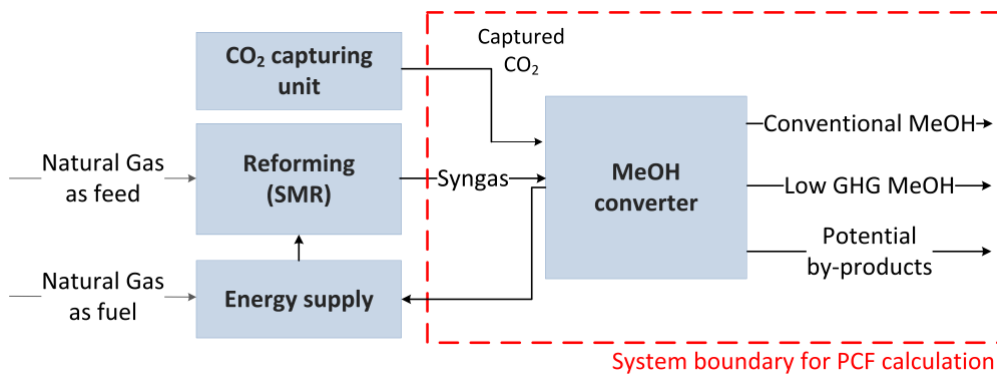 CO₂ capturing
unit
Captured
CO₂
Natural Gas
as feed
Reforming
(SMR)
Syngas
MeOH
converter
Conventional MeOH
Low GHG MeOH
Potential
by-products
Natural Gas
as fuel
Energy supply
System boundary for PCF calculation